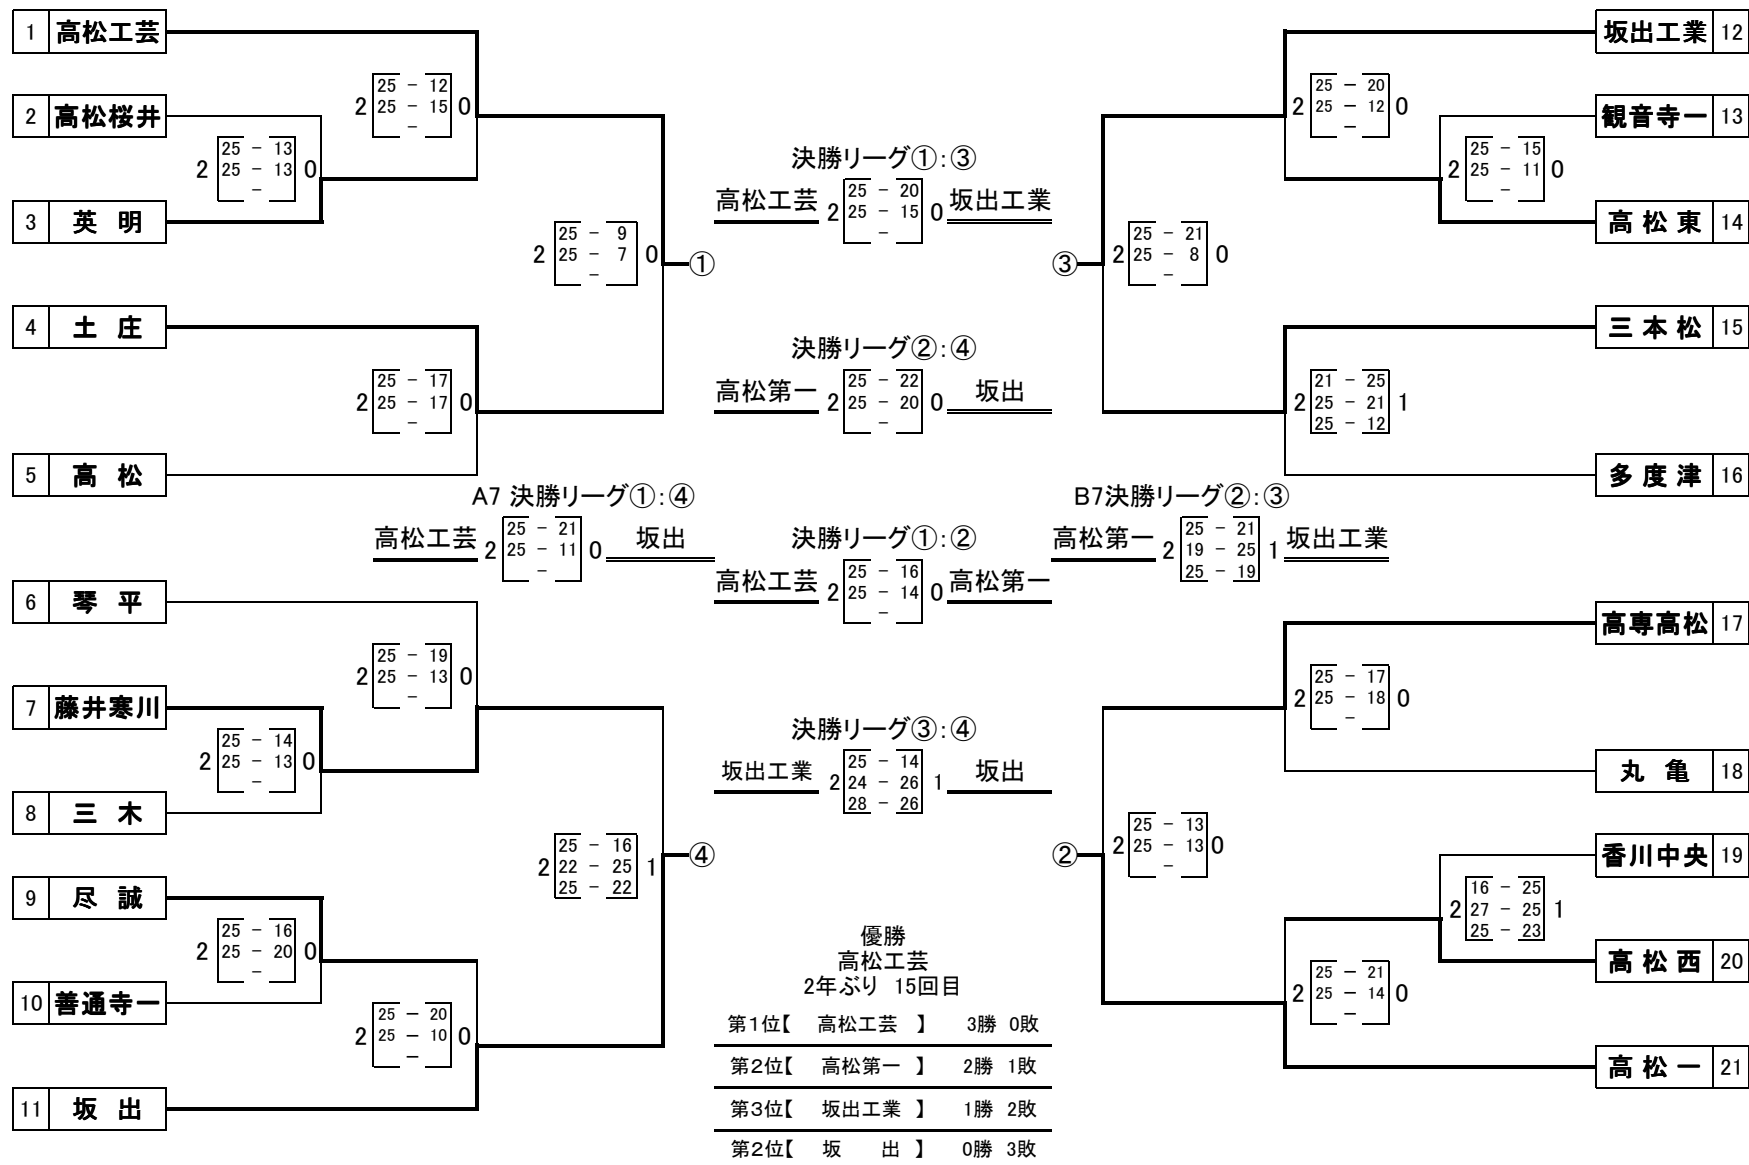 1 高松工芸
2 25 - 12 0
25 - 15
-
2 高松桜井
2 25 - 13 0
25 - 13
-
3 英 明
2 25 - 9 0
25 - 7
-
①
4 土 庄
2 25 - 17 0
25 - 17
-
5 高 松
決勝リーグ①:③
高松工芸 2 25 - 20 0 坂出工業
25 - 15
-
決勝リーグ②:④
高松第一 2 25 - 22 0 坂出
25 - 20
-
坂出工業 12
2 25 - 20 0
25 - 12
-
観音寺一 13
2 25 - 15 0
25 - 11
-
高 松 東 14
③
2 25 - 21 0
25 - 8
-
三 本 松 15
2 21 - 25 1
25 - 21
25 - 12
多 度 津 16
A7 決勝リーグ①:④
高松工芸 2 25 - 21 0 坂出
25 - 11
-
決勝リーグ①:②
高松工芸 2 25 - 16 0 高松第一
25 - 14
-
B7決勝リーグ②:③
高松第一 2 25 - 21 1 坂出工業
19 - 25
25 - 19
6 琴 平
2 25 - 19 0
25 - 13
-
7 藤井寒川
2 25 - 14 0
25 - 13
-
8 三 木
2 25 - 16 1
22 - 25
25 - 22
④
9 尽 誠
2 25 - 16 0
25 - 20
-
10 善通寺一
2 25 - 20 0
25 - 10
-
11 坂 出
決勝リーグ③:④
坂出工業 2 25 - 14 1 坂出
24 - 26
28 - 26
高専高松 17
2 25 - 17 0
25 - 18
-
丸 亀 18
②
2 25 - 13 0
25 - 13
-
香川中央 19
2 16 - 25 1
27 - 25
25 - 23
高 松 西 20
2 25 - 21 0
25 - 14
-
高 松 一 21
優勝
高松工芸
2年ぶり 15回目
第1位【 高松工芸 】 3勝 0敗
第2位【 高松第一 】 2勝 1敗
第3位【 坂出工業 】 1勝 2敗
第2位【 坂 出 】 0勝 3敗